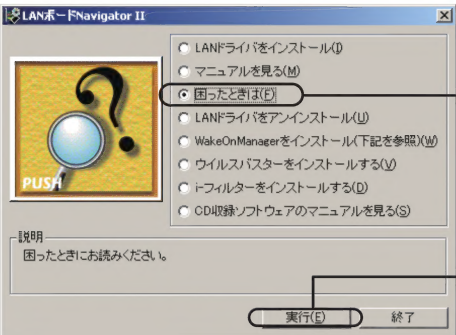 LANボードNavigator II
LANドライバをインストール(I)
マニュアルを見る(M)
困ったときは(F)
LANドライバをアンインストール(U)
WakeOnManagerをインストール(下記を参照)(W)
ウイルスバスターをインストールする(V)
i-フィルターをインストールする(D)
CD収録ソフトウェアのマニュアルを見る(S)
PUSH
説明
困ったときにお読みください。
実行(E)
終了